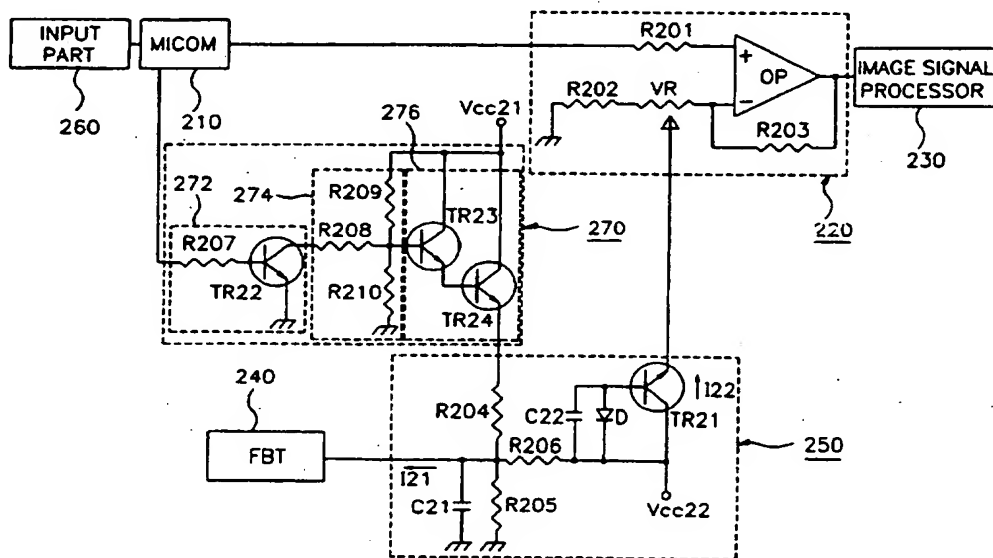 INPUT
PART
260
MICOM
210
R201
+
OP
−
R202
VR
R203
IMAGE SIGNAL
PROCESSOR
230
220
Vcc21
276
274
272
R209
TR23
R208
R207
TR22
R210
TR24
270
240
FBT
R204
C22
D
I22
TR21
R206
250
I21
C21
R205
Vcc22